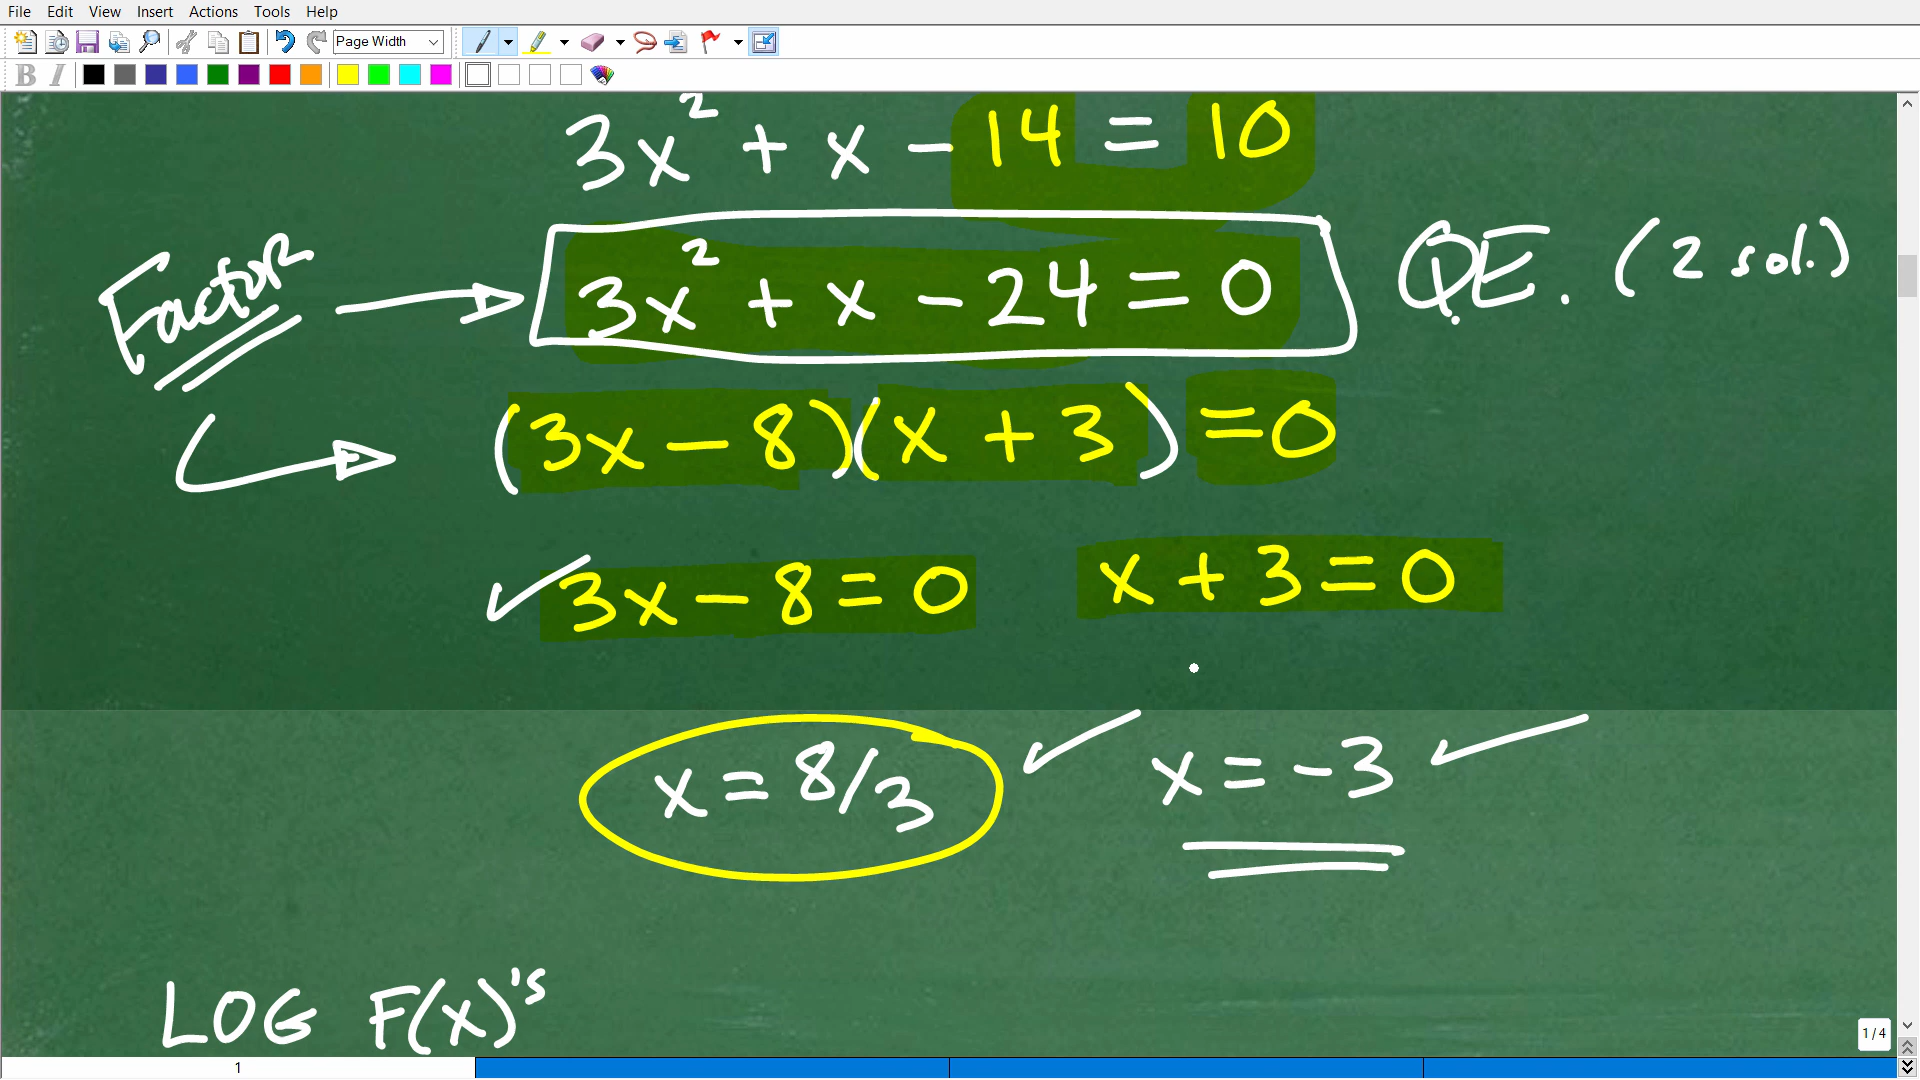 File Edit View Insert Actions Tools Help
Page Width
B I
3x² + x - 14 = 10
Factor
3x² + x - 24 = 0
QE. (2 sol.)
(3x - 8)(x + 3) = 0
3x - 8 = 0 x + 3 = 0
x = 8/3 x = -3
LOG F(x)'s
1 / 4
1